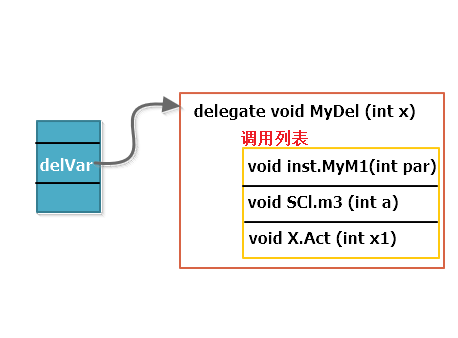 delegate void MyDel (int x)
调用列表
delVar
void inst.MyM1(int par)
void SCl.m3 (int a)
void X.Act (int x1)